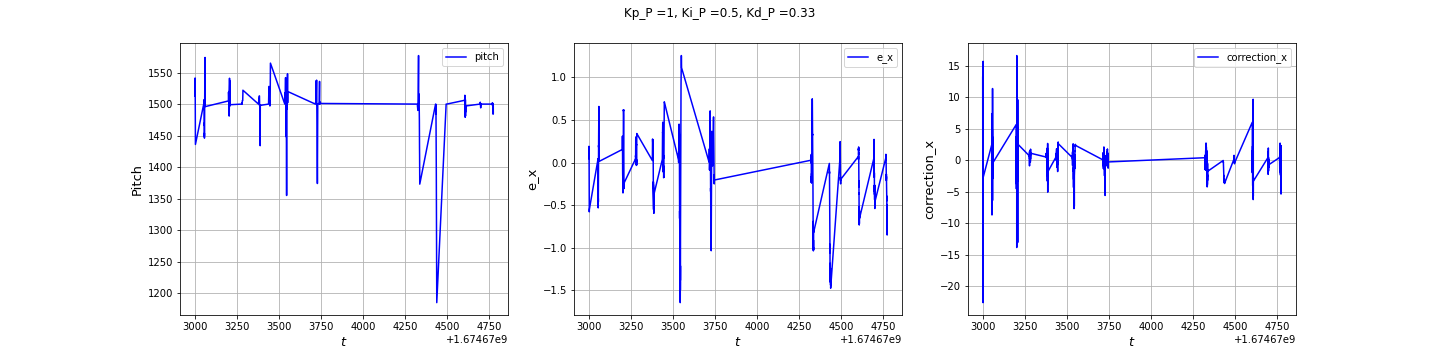 Kp_P =1, Ki_P =0.5, Kd_P =0.33
Pitch
1550
1500
1450
1400
1350
1300
1250
1200
pitch
3000 3250 3500 3750 4000 4250 4500 4750
t
+1.67467e9
e_x
1.0
0.5
0.0
−0.5
−1.0
−1.5
e_x
3000 3250 3500 3750 4000 4250 4500 4750
t
+1.67467e9
correction_x
15
10
5
0
−5
−10
−15
−20
correction_x
3000 3250 3500 3750 4000 4250 4500 4750
t
+1.67467e9